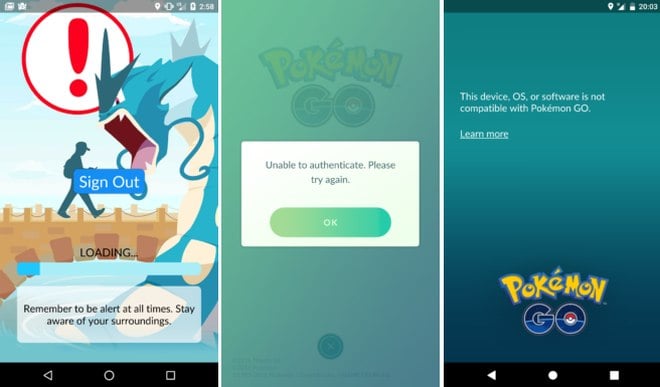 2:58
Sign Out
LOADING...
Remember to be alert at all times. Stay
aware of your surroundings.
POKéMON
GO
Unable to authenticate. Please
try again.
OK
20:03
This device, OS, or software is not
compatible with Pokémon GO.
Learn more
POKéMON
GO